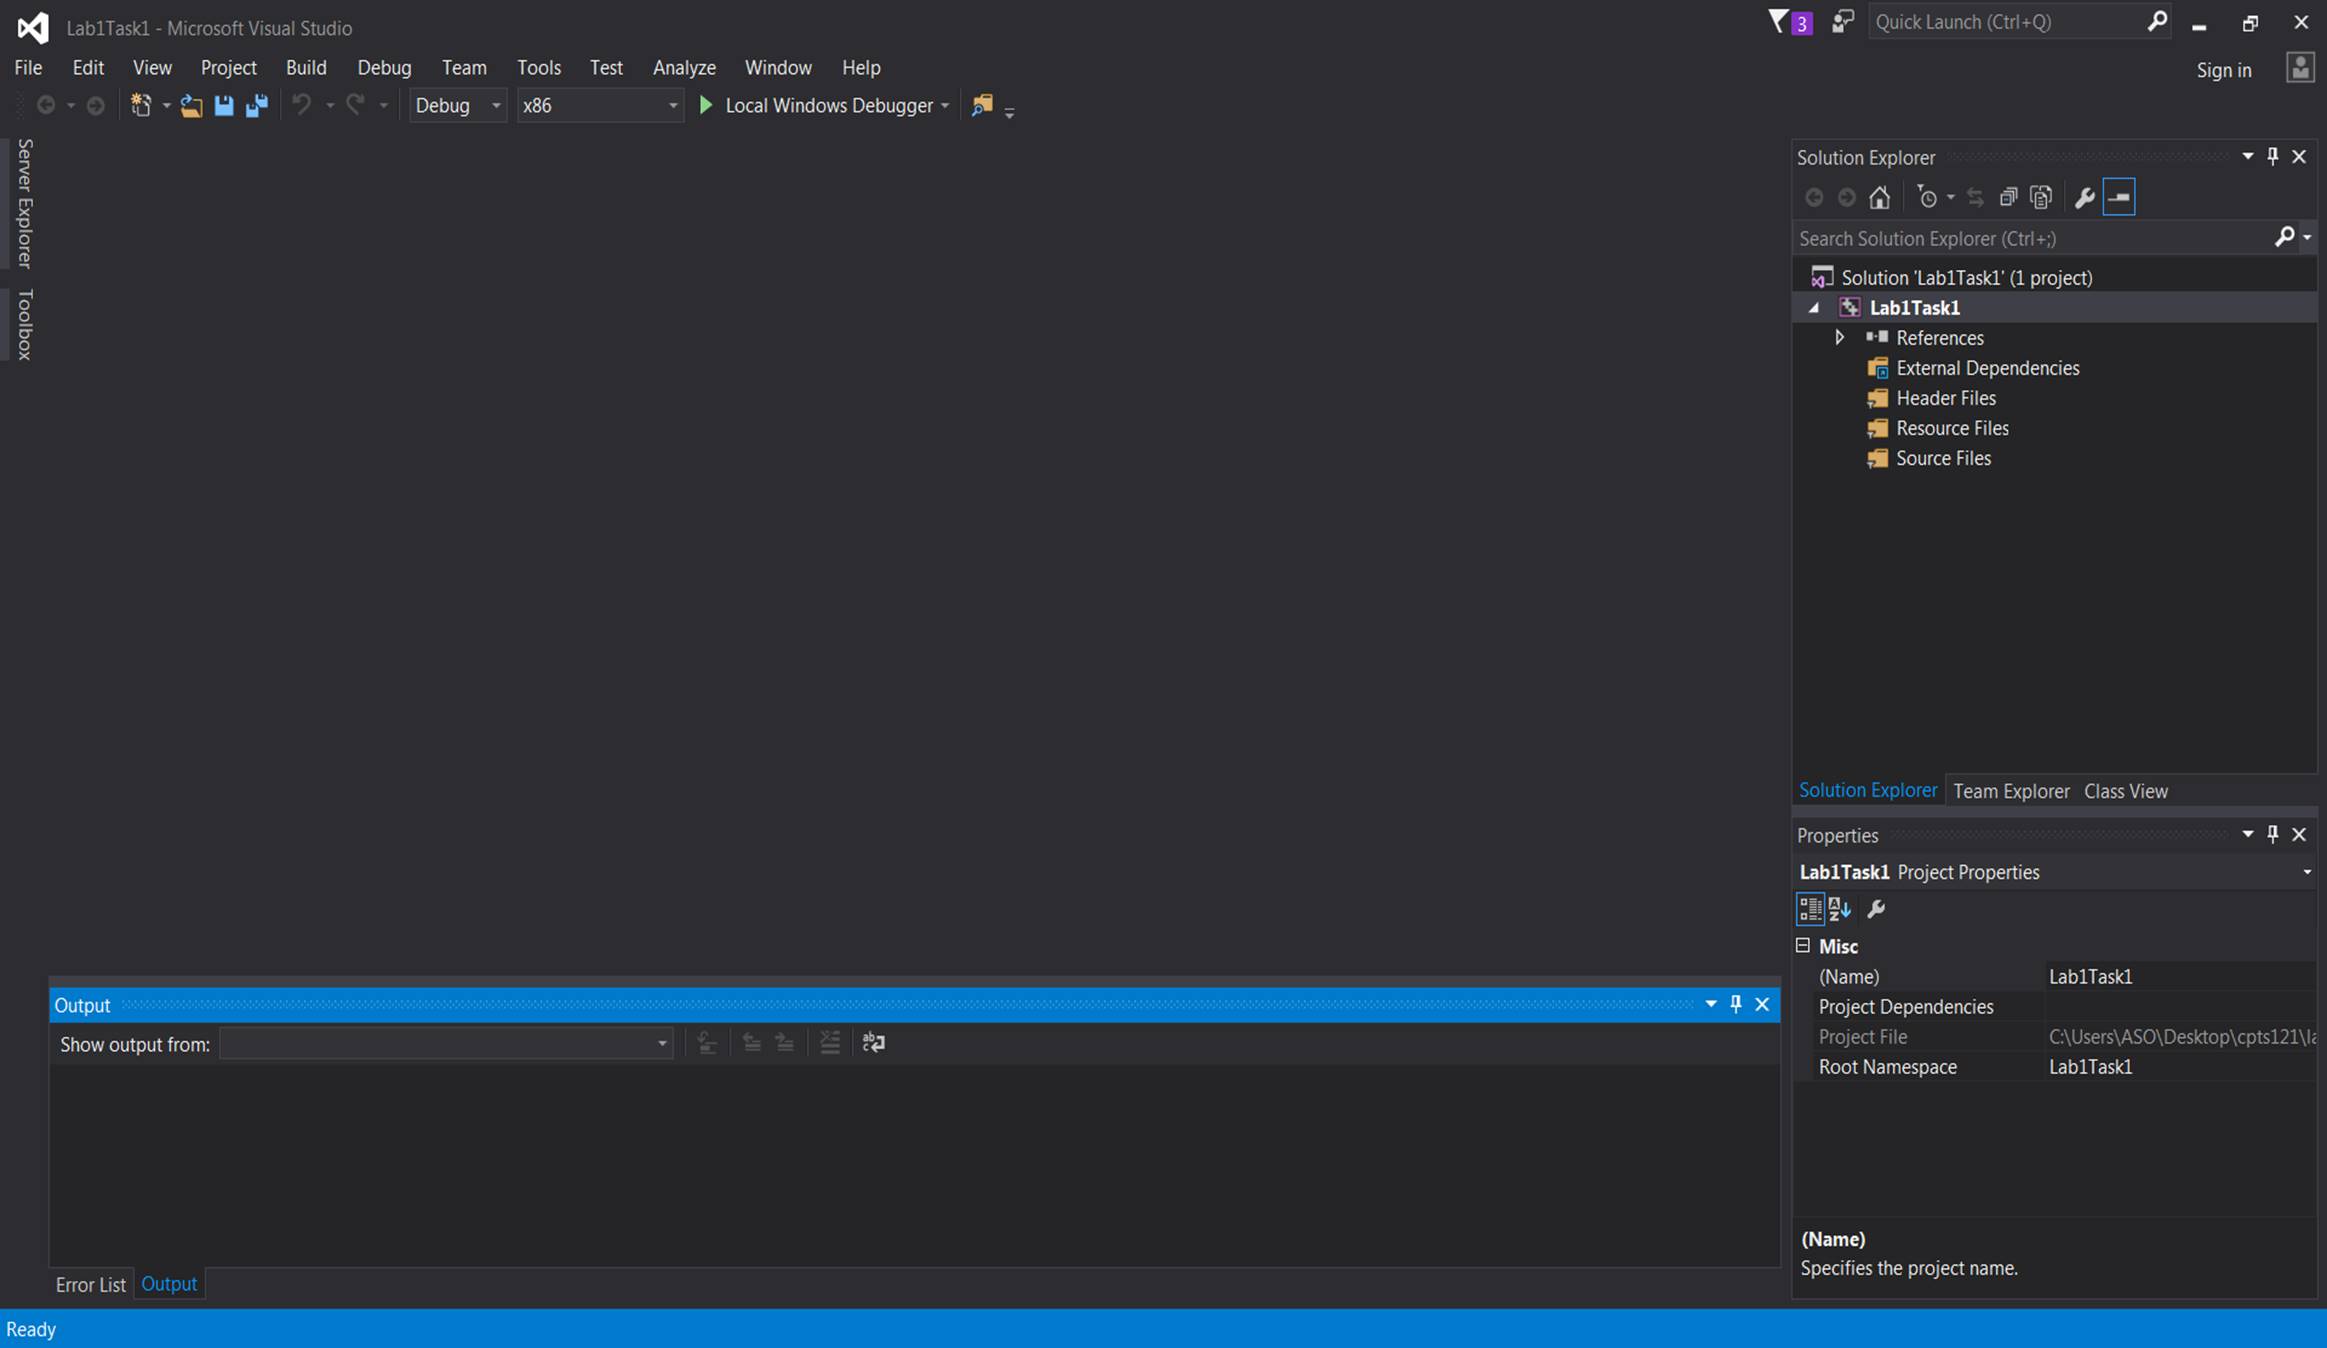 Lab1Task1 - Microsoft Visual Studio
3
Quick Launch (Ctrl+Q)
File Edit View Project Build Debug Team Tools Test Analyze Window Help
Sign in
Debug x86 Local Windows Debugger
Server Explorer
Toolbox
Solution Explorer
Search Solution Explorer (Ctrl+;)
Solution 'Lab1Task1' (1 project)
Lab1Task1
References
External Dependencies
Header Files
Resource Files
Source Files
Solution Explorer Team Explorer Class View
Properties
Lab1Task1 Project Properties
Misc
(Name) Lab1Task1
Project Dependencies
Project File C:\Users\ASO\Desktop\cpts121\la
Root Namespace Lab1Task1
(Name)
Specifies the project name.
Output
Show output from:
Error List Output
Ready